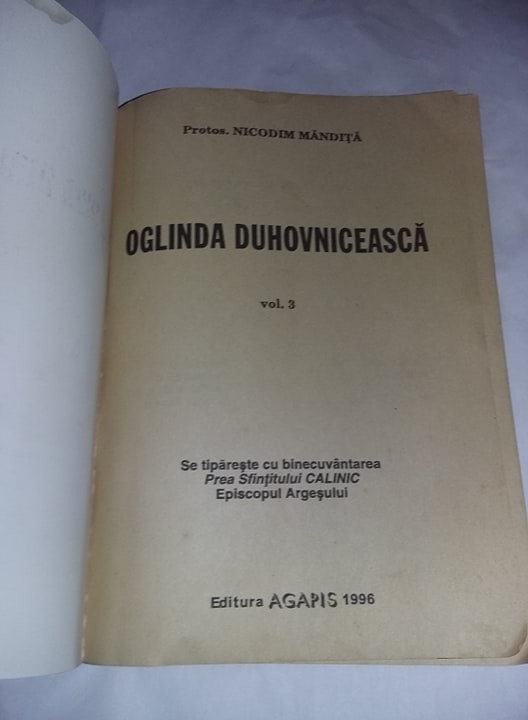 Protos. NICODIM MĂNDIȚĂ
OGLINDA DUHOVNICEASCĂ
vol. 3
Se tipărește cu binecuvântarea
Prea Sfințitului CALINIC
Episcopul Argeșului
Editura AGAPIS 1996